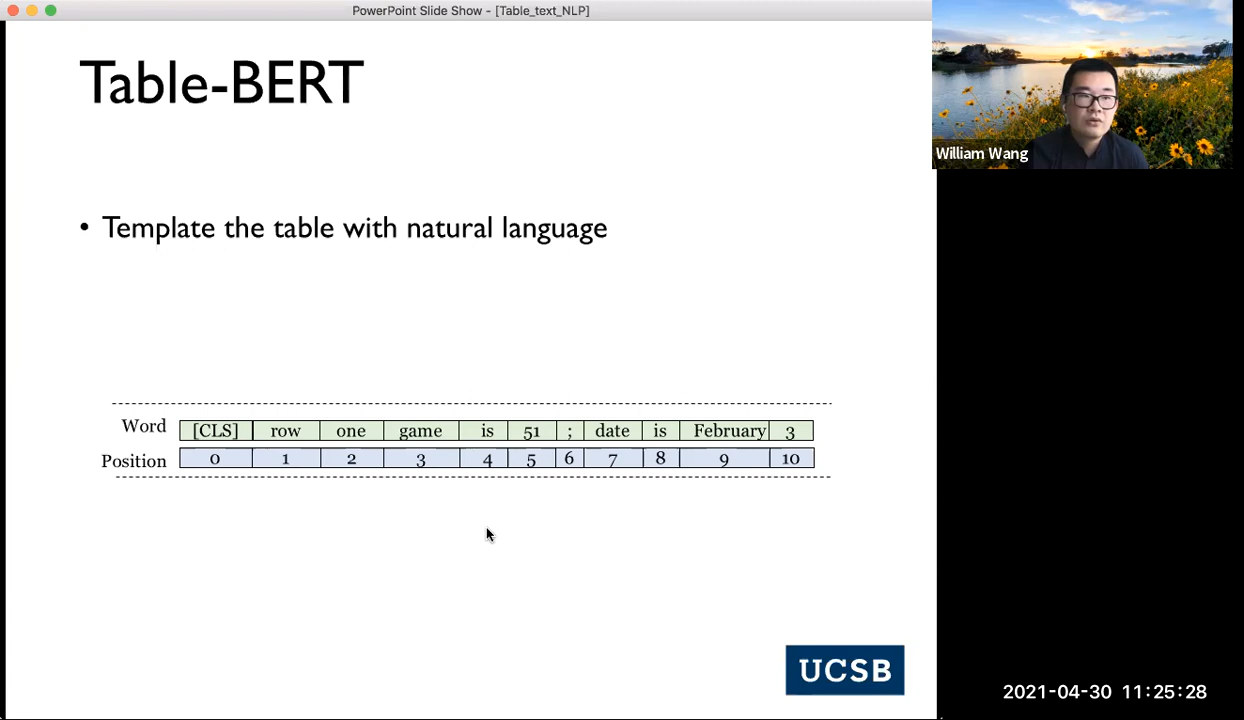 PowerPoint Slide Show - [Table_text_NLP]
Table-BERT
William Wang
• Template the table with natural language
Word [CLS] row one game is 51 ; date is February 3
Position 0 1 2 3 4 5 6 7 8 9 10
UCSB
2021-04-30 11:25:28